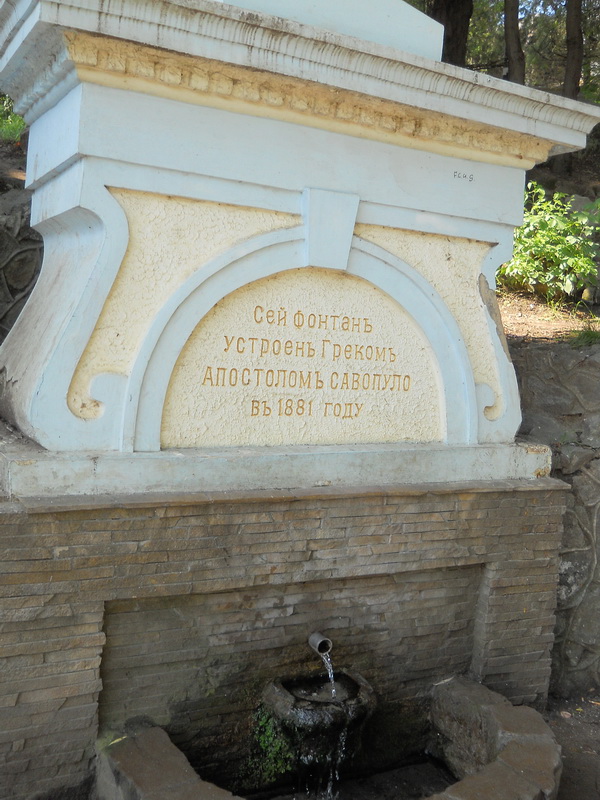 Сей фонтанъ
устроенъ Грекомъ
Апостоломъ Савопуло
въ 1881 году